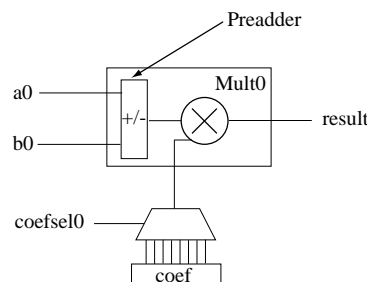 Preadder
Mult0
a0
+/-
result
b0
coefsel0
coef